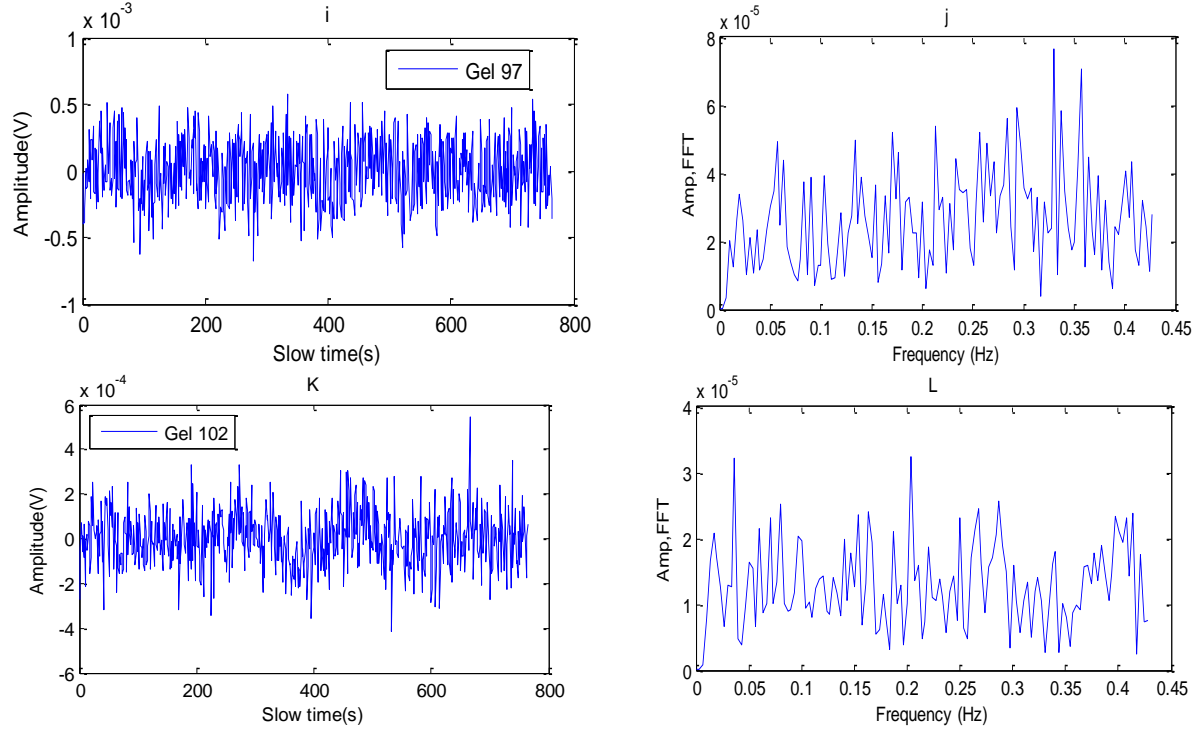 i
x 10^-3
1
0.5
0
-0.5
-1
Amplitude(V)
Gel 97
0 200 400 600 800
Slow time(s)
j
x 10^-5
8
6
4
2
0
Amp,FFT
0 0.05 0.1 0.15 0.2 0.25 0.3 0.35 0.4 0.45
Frequency (Hz)
K
x 10^-4
6
4
2
0
-2
-4
-6
Amplitude(V)
Gel 102
0 200 400 600 800
Slow time(s)
L
x 10^-5
4
3
2
1
0
Amp,FFT
0 0.05 0.1 0.15 0.2 0.25 0.3 0.35 0.4 0.45
Frequency (Hz)